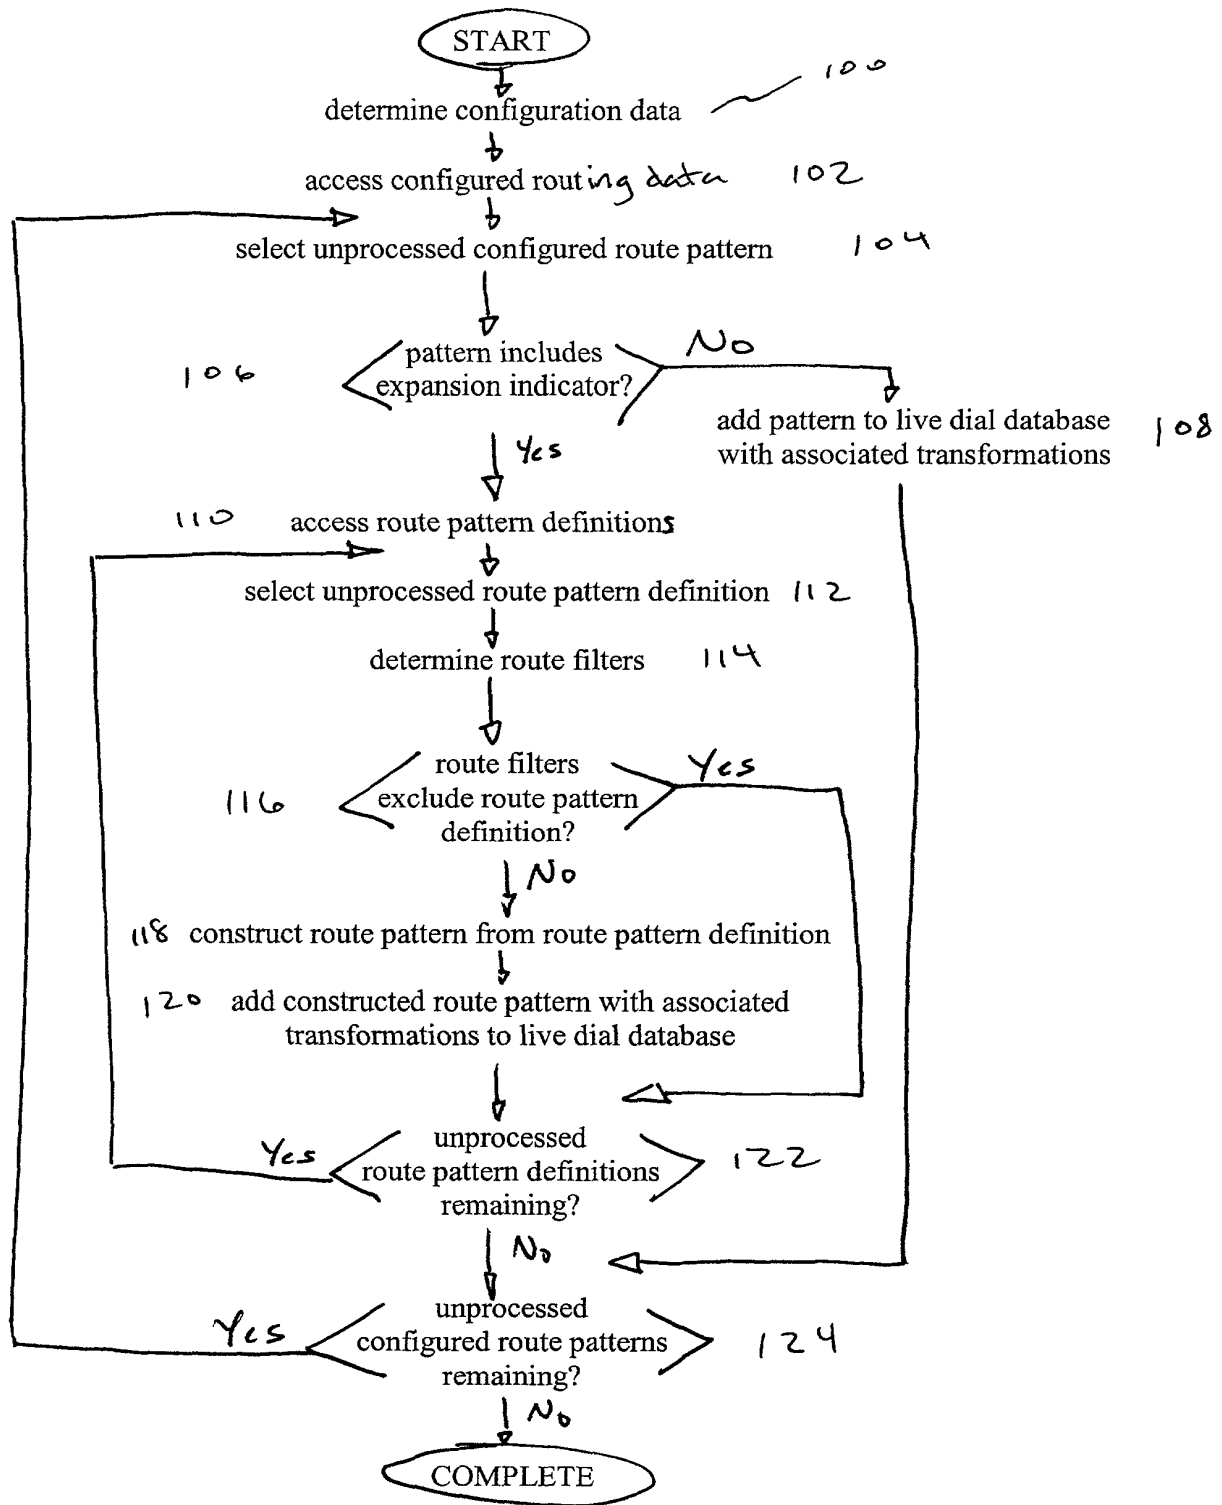 START
100
determine configuration data
access configured routing data 102
select unprocessed configured route pattern 104
pattern includes
expansion indicator?
106
No
add pattern to live dial database
with associated transformations
108
Yes
110 access route pattern definitions
select unprocessed route pattern definition 112
determine route filters 114
route filters
exclude route pattern
definition?
116
Yes
No
118 construct route pattern from route pattern definition
120 add constructed route pattern with associated
transformations to live dial database
unprocessed
route pattern definitions
remaining?
Yes
122
No
unprocessed
configured route patterns
remaining?
Yes
124
No
COMPLETE